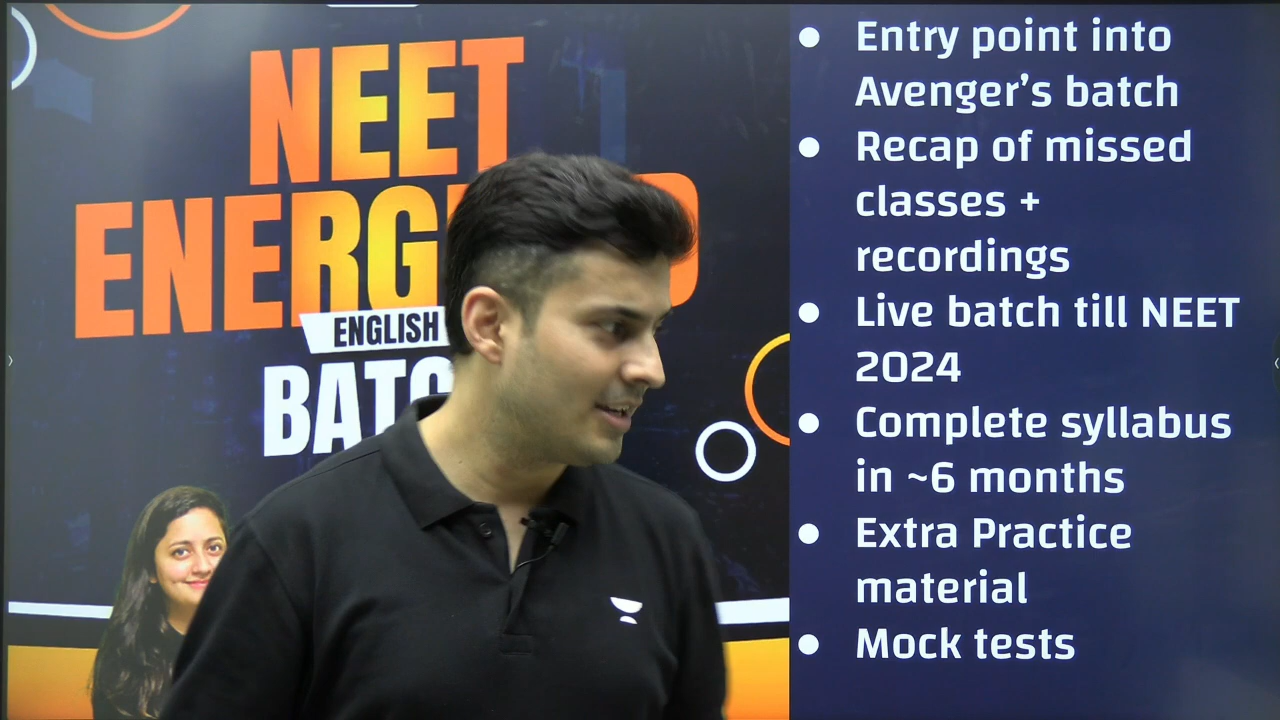 NEET
ENERG
ENGLISH
BATC
• Entry point into
Avenger's batch
• Recap of missed
classes +
recordings
• Live batch till NEET
2024
• Complete syllabus
in ~6 months
• Extra Practice
material
• Mock tests